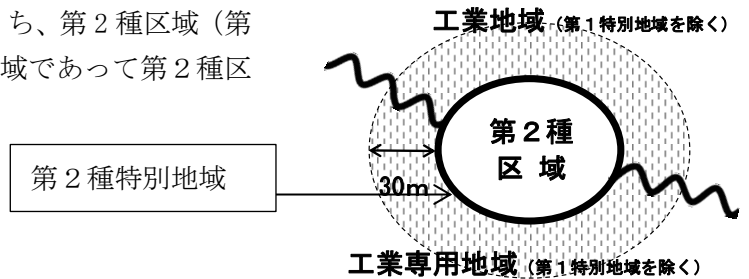 ち、第２種区域（第
域であって第２種区
工業地域（第１特別地域を除く）
第２種
区 域
第２種特別地域
30ｍ
工業専用地域（第１特別地域を除く）